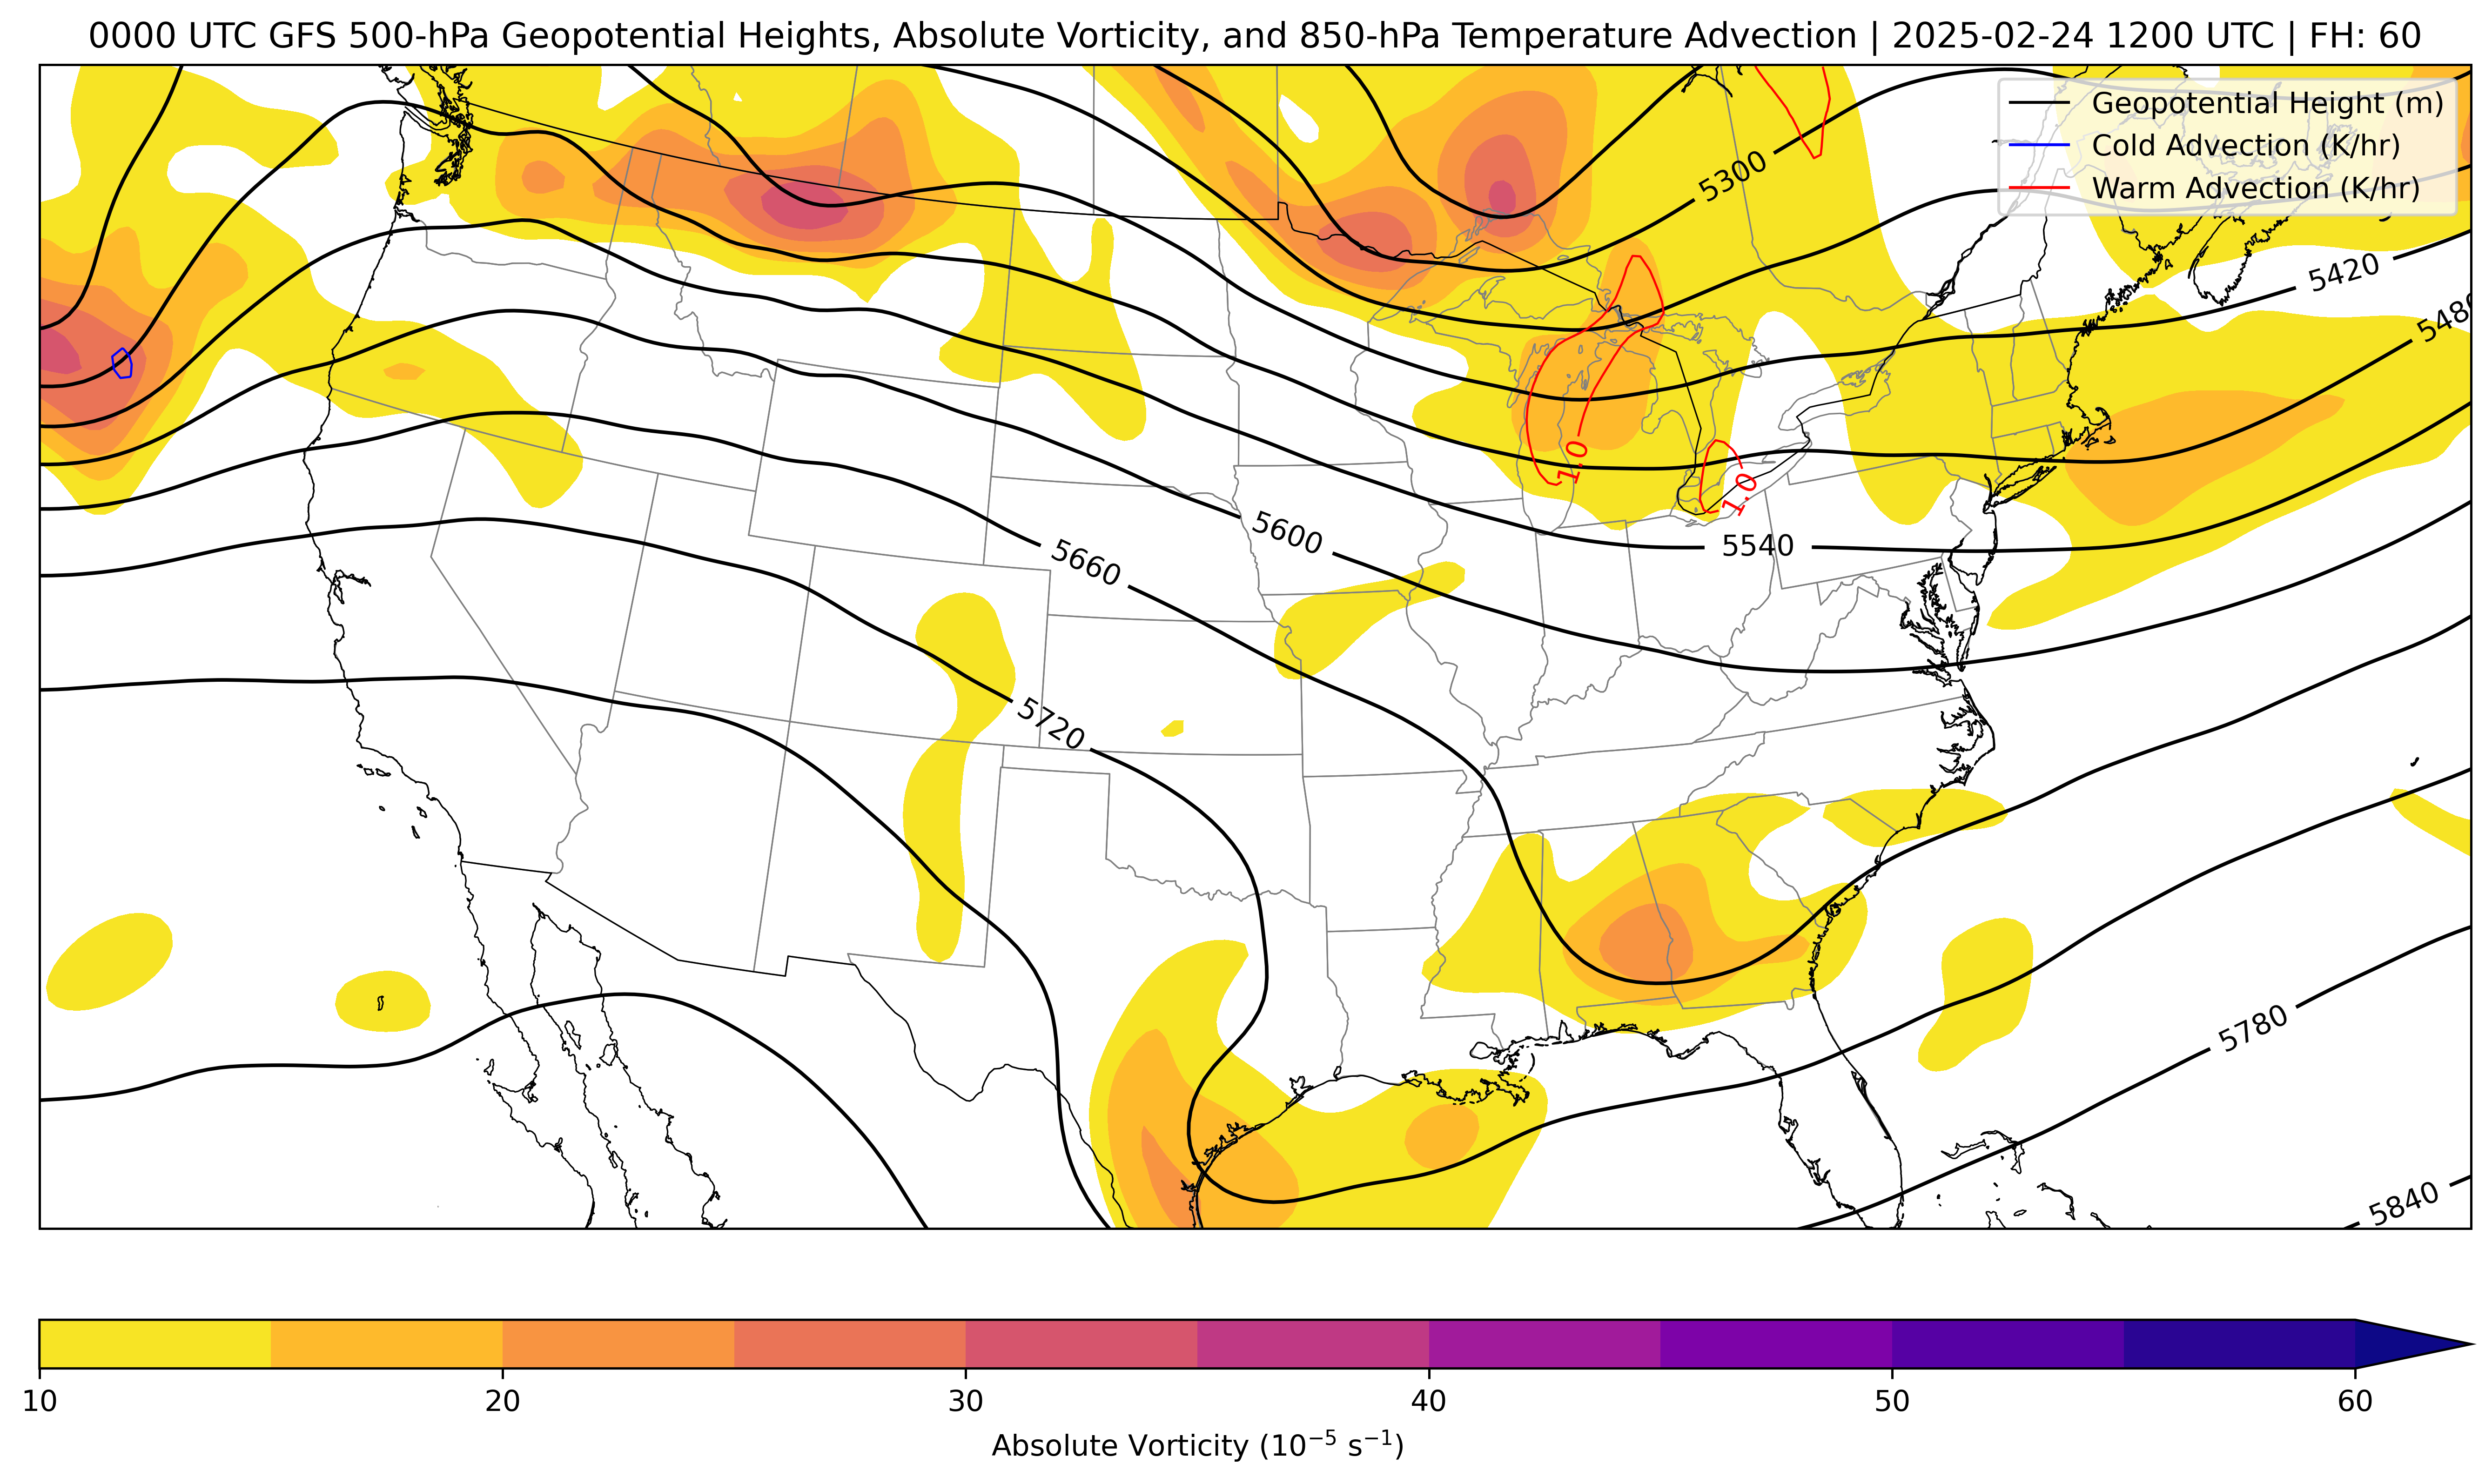 0000 UTC GFS 500-hPa Geopotential Heights, Absolute Vorticity, and 850-hPa Temperature Advection | 2025-02-24 1200 UTC | FH: 60
Geopotential Height (m)
Cold Advection (K/hr)
Warm Advection (K/hr)
5300
5420
5480
1.0
1.0
5600
5540
5660
5720
5780
5840
10 20 30 40 50 60
Absolute Vorticity (10⁻⁵ s⁻¹)